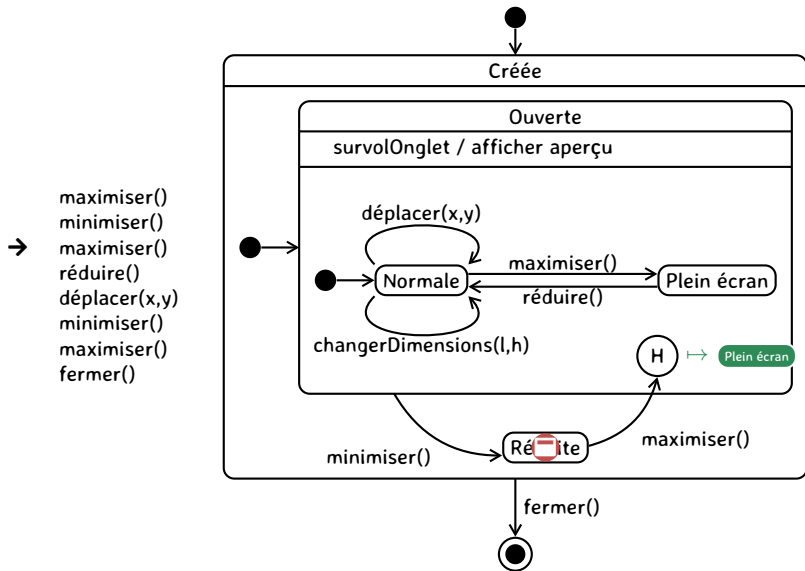 Créée
Ouverte
survolOnglet / afficher aperçu
maximiser()
minimiser()
maximiser()
réduire()
déplacer(x,y)
minimiser()
maximiser()
fermer()
déplacer(x,y)
Normale
maximiser()
réduire()
Plein écran
changerDimensions(l,h)
H
↦ Plein écran
minimiser()
maximiser()
fermer()